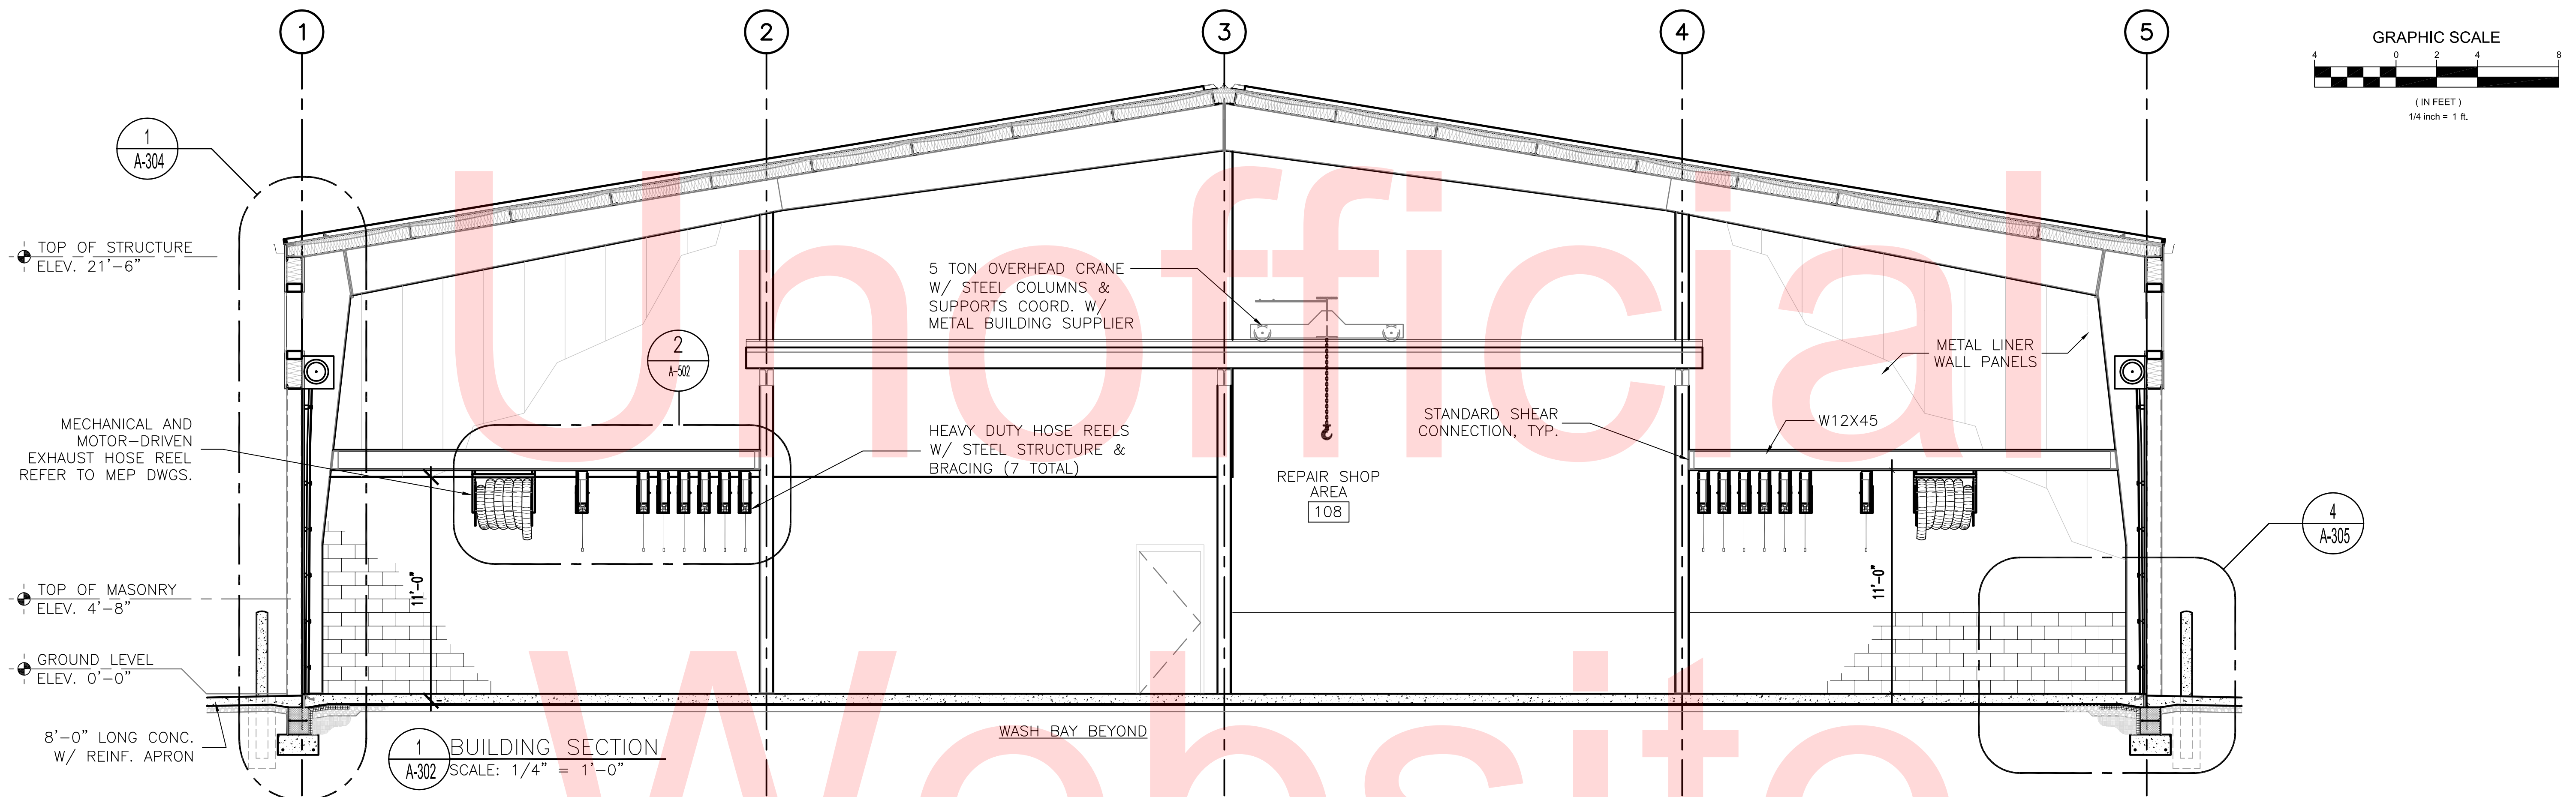 1
2
3
4
5
GRAPHIC SCALE
4 0 2 4 8
( IN FEET )
1/4 inch = 1 ft.
1
A-304
TOP OF STRUCTURE
ELEV. 21'-6"
5 TON OVERHEAD CRANE
W/ STEEL COLUMNS &
SUPPORTS COORD. W/
METAL BUILDING SUPPLIER
2
A-502
METAL LINER
WALL PANELS
MECHANICAL AND
MOTOR-DRIVEN
EXHAUST HOSE REEL
REFER TO MEP DWGS.
HEAVY DUTY HOSE REELS
W/ STEEL STRUCTURE &
BRACING (7 TOTAL)
STANDARD SHEAR
CONNECTION, TYP.
W12X45
REPAIR SHOP
AREA
108
4
A-305
11'-0"
11'-0"
TOP OF MASONRY
ELEV. 4'-8"
GROUND LEVEL
ELEV. 0'-0"
8'-0" LONG CONC.
W/ REINF. APRON
WASH BAY BEYOND
1
A-302
BUILDING SECTION
SCALE: 1/4" = 1'-0"
Unofficial
Website